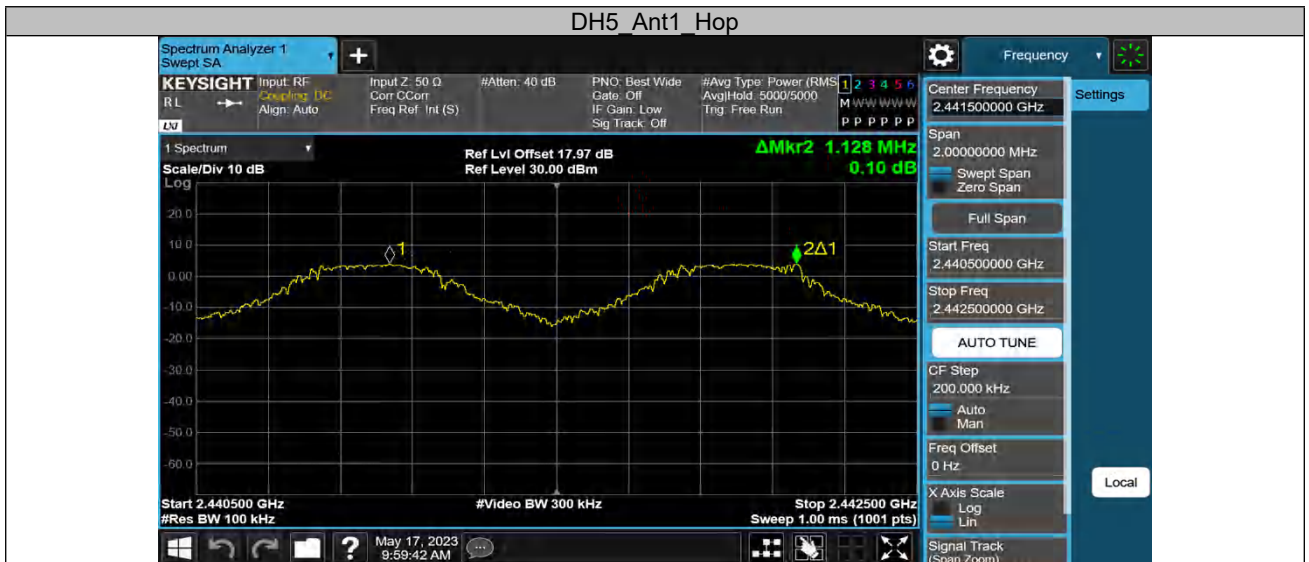 DH5_Ant1_Hop
Spectrum Analyzer 1
Swept SA
+
Frequency
KEYSIGHT
RL
LXI
Input: RF
Coupling: DC
Align: Auto
Input Z: 50 Ω
Corr CCorr
Freq Ref: Int (S)
#Atten: 40 dB
PNO: Best Wide
Gate: Off
IF Gain: Low
Sig Track: Off
#Avg Type: Power (RMS
Avg|Hold: 5000/5000
Trig: Free Run
1 2 3 4 5 6
M W W W W W
P P P P P P
1 Spectrum
Scale/Div 10 dB
Log
Ref Lvl Offset 17.97 dB
Ref Level 30.00 dBm
ΔMkr2 1.128 MHz
0.10 dB
20.0
10.0
0.00
-10.0
-20.0
-30.0
-40.0
-50.0
-60.0
1
2Δ1
Start 2.440500 GHz
#Res BW 100 kHz
#Video BW 300 kHz
Stop 2.442500 GHz
Sweep 1.00 ms (1001 pts)
Center Frequency
2.441500000 GHz
Settings
Span
2.00000000 MHz
Swept Span
Zero Span
Full Span
Start Freq
2.440500000 GHz
Stop Freq
2.442500000 GHz
AUTO TUNE
CF Step
200.000 kHz
Auto
Man
Freq Offset
0 Hz
Local
X Axis Scale
Log
Lin
Signal Track
(Span Zoom)
?
May 17, 2023
9:59:42 AM